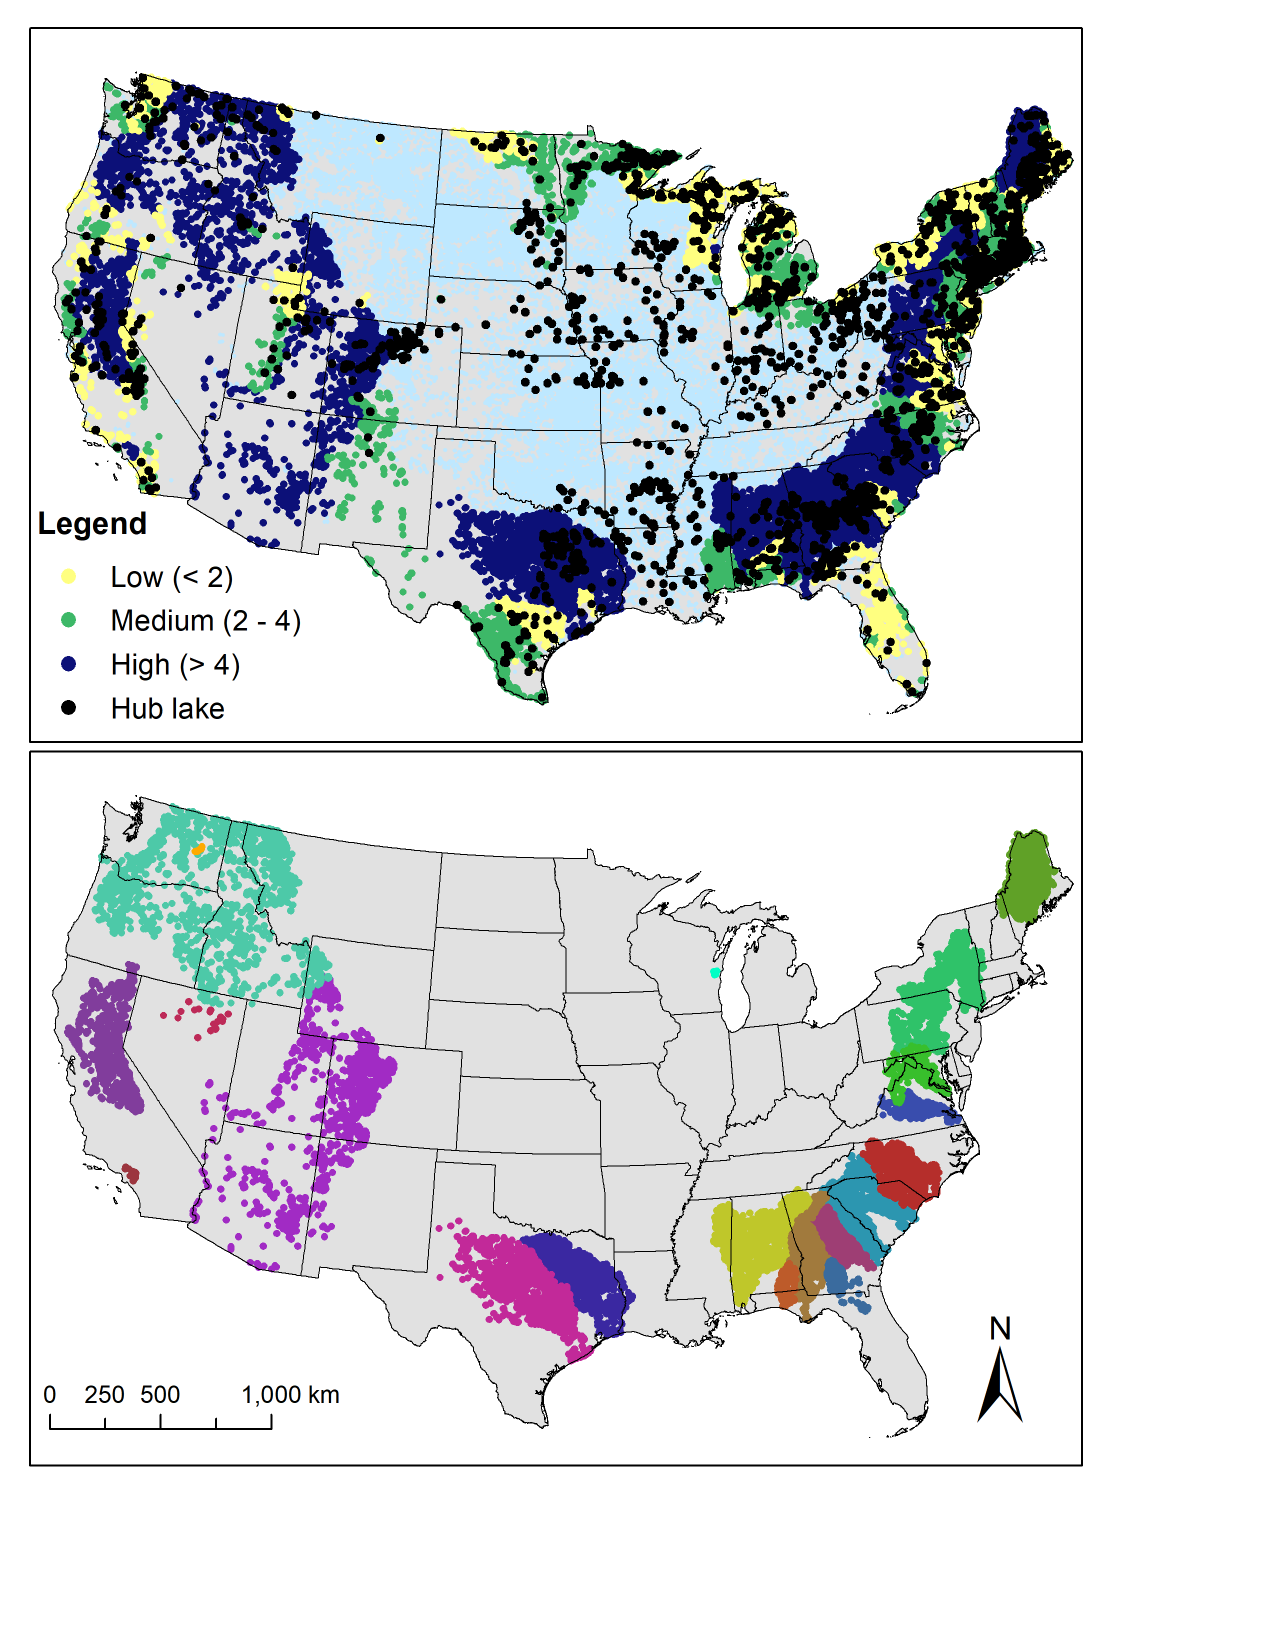 Legend
Low (< 2)
Medium (2 - 4)
High (> 4)
Hub lake
N
0 250 500 1,000 km